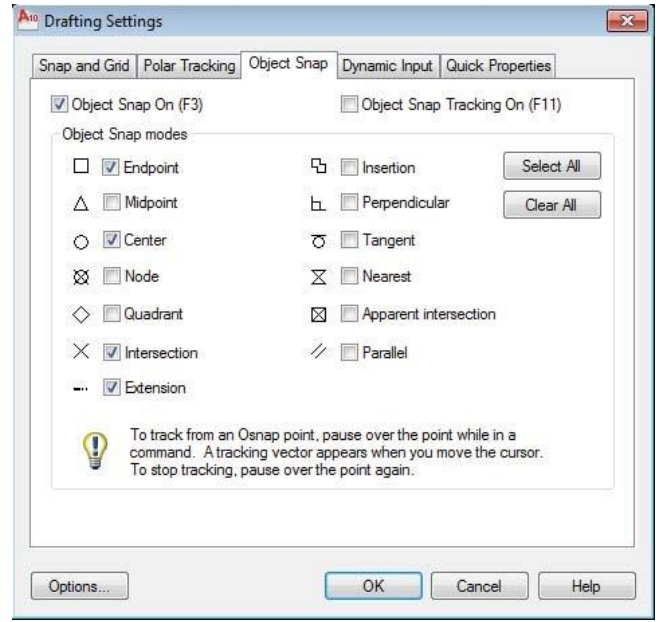 A10 Drafting Settings
Snap and Grid Polar Tracking Object Snap Dynamic Input Quick Properties
Object Snap On (F3) Object Snap Tracking On (F11)
Object Snap modes
Endpoint Insertion Select All
Midpoint Perpendicular Clear All
Center Tangent
Node Nearest
Quadrant Apparent intersection
Intersection Parallel
Extension
To track from an Osnap point, pause over the point while in a
command. A tracking vector appears when you move the cursor.
To stop tracking, pause over the point again.
Options... OK Cancel Help